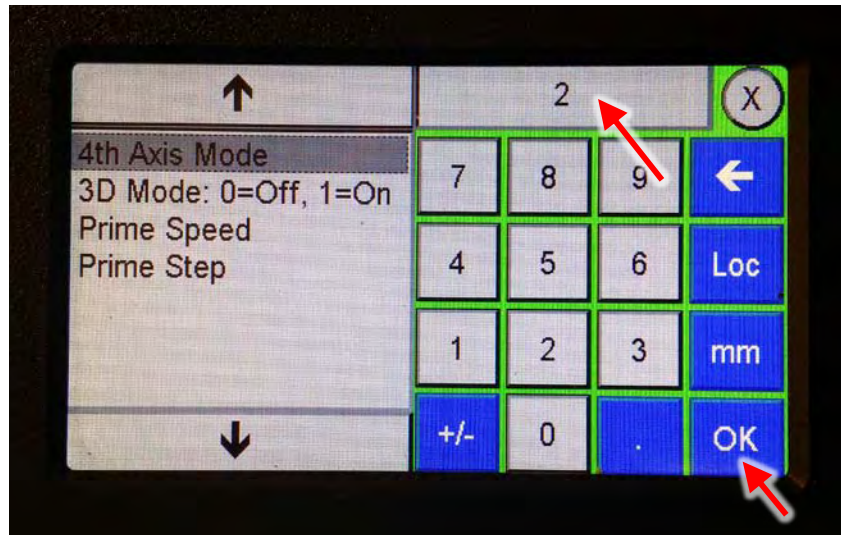 2
X
4th Axis Mode
3D Mode: 0=Off, 1=On
Prime Speed
Prime Step
7 8 9
4 5 6 Loc
1 2 3 mm
+/- 0 . OK